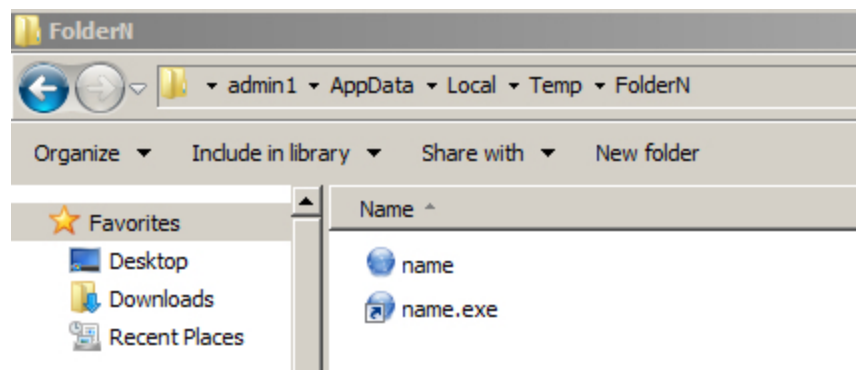 FolderN
admin1 AppData Local Temp FolderN
Organize Include in library Share with New folder
Favorites
Desktop
Downloads
Recent Places
Name
name
name.exe